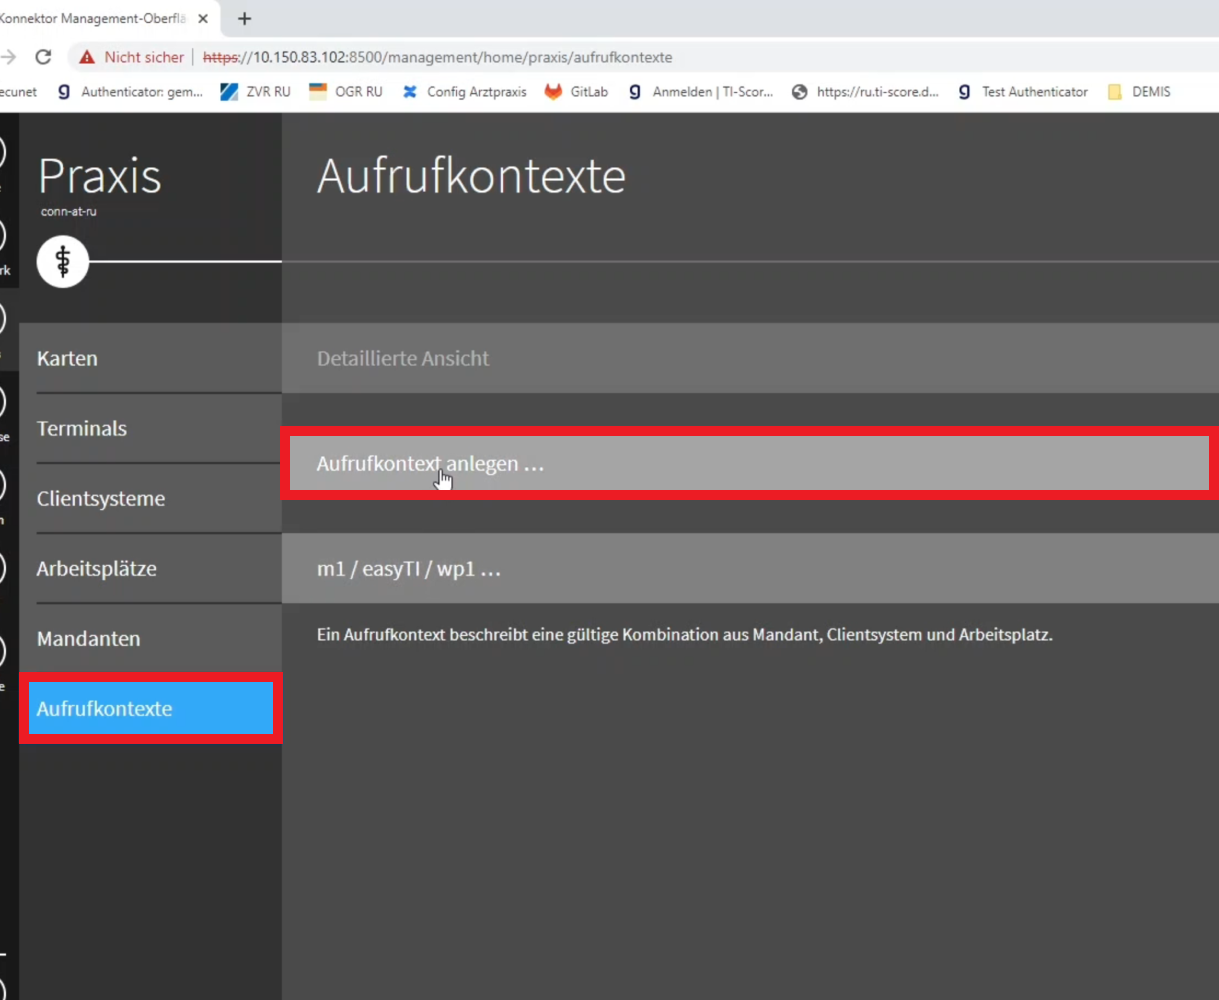 Konnektor Management-Oberflä
Nicht sicher | https://10.150.83.102:8500/management/home/praxis/aufrufkontexte
ecunet Authenticator: gem... ZVR RU OGR RU Config Arztpraxis GitLab Anmelden | TI-Scor... https://ru.ti-score.d... Test Authenticator DEMIS
Praxis
conn-at-ru
Aufrufkontexte
rk
se
n
e
Karten
Terminals
Clientsysteme
Arbeitsplätze
Mandanten
Aufrufkontexte
Detaillierte Ansicht
Aufrufkontext anlegen ...
m1 / easyTI / wp1 ...
Ein Aufrufkontext beschreibt eine gültige Kombination aus Mandant, Clientsystem und Arbeitsplatz.